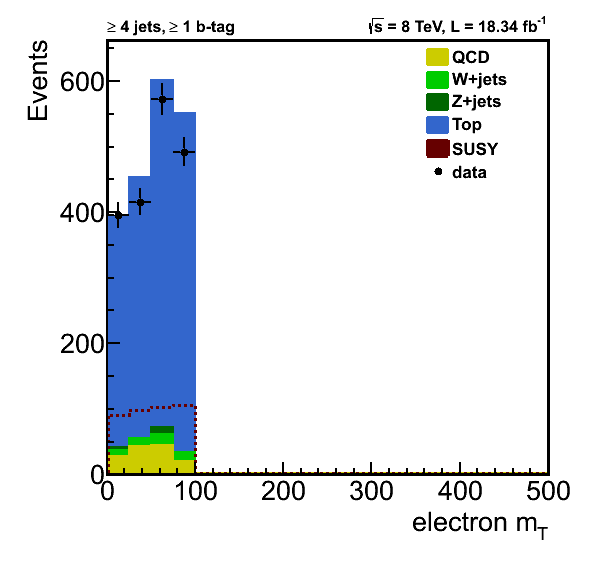 ≥ 4 jets, ≥ 1 b-tag
√s = 8 TeV, L = 18.34 fb⁻¹
Events
600
400
200
0
QCD
W+jets
Z+jets
Top
SUSY
data
0 100 200 300 400 500
electron m_T